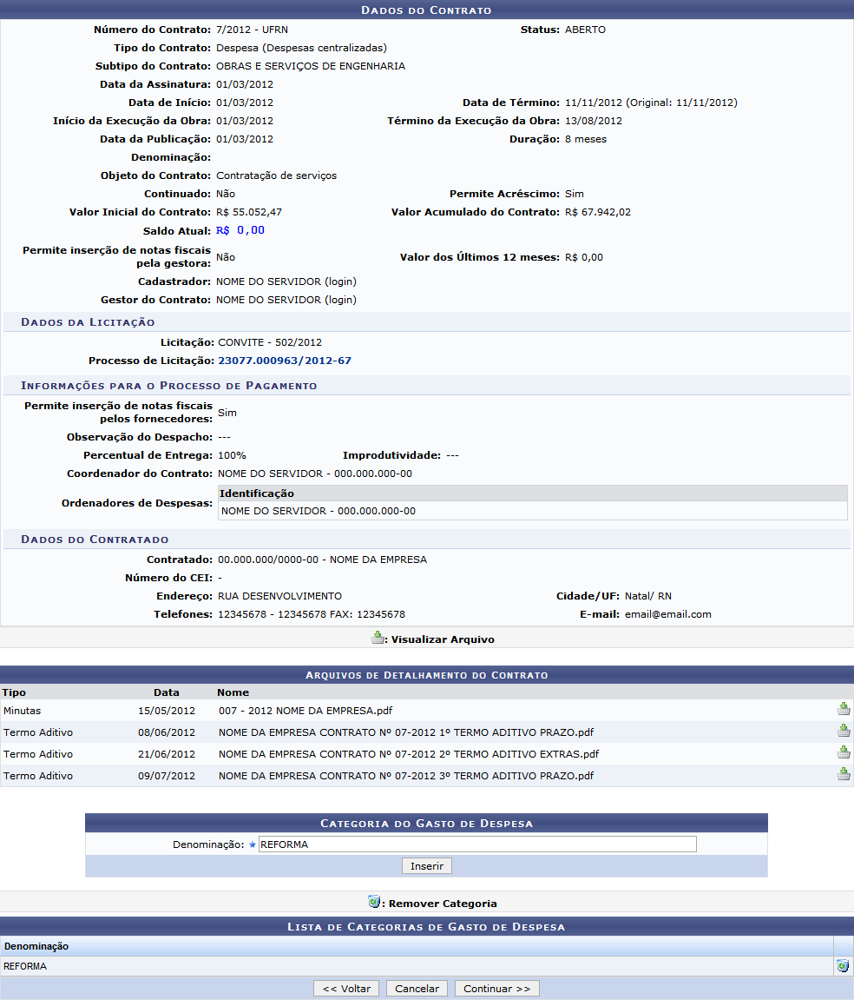 Dados do Contrato
Número do Contrato: 7/2012 - UFRN Status: ABERTO
Tipo do Contrato: Despesa (Despesas centralizadas)
Subtipo do Contrato: OBRAS E SERVIÇOS DE ENGENHARIA
Data da Assinatura: 01/03/2012
Data de Início: 01/03/2012 Data de Término: 11/11/2012 (Original: 11/11/2012)
Início da Execução da Obra: 01/03/2012 Término da Execução da Obra: 13/08/2012
Data da Publicação: 01/03/2012 Duração: 8 meses
Denominação:
Objeto do Contrato: Contratação de serviços
Continuado: Não Permite Acréscimo: Sim
Valor Inicial do Contrato: R$ 55.052,47 Valor Acumulado do Contrato: R$ 67.942,02
Saldo Atual: R$ 0,00
Permite inserção de notas fiscais
pela gestora: Não Valor dos Últimos 12 meses: R$ 0,00
Cadastrador: NOME DO SERVIDOR (login)
Gestor do Contrato: NOME DO SERVIDOR (login)
Dados da Licitação
Licitação: CONVITE - 502/2012
Processo de Licitação: 23077.000963/2012-67
Informações para o Processo de Pagamento
Permite inserção de notas fiscais
pelos fornecedores: Sim
Observação do Despacho: ---
Percentual de Entrega: 100% Improdutividade: ---
Coordenador do Contrato: NOME DO SERVIDOR - 000.000.000-00
Ordenadores de Despesas: Identificação
NOME DO SERVIDOR - 000.000.000-00
Dados do Contratado
Contratado: 00.000.000/0000-00 - NOME DA EMPRESA
Número do CEI: -
Endereço: RUA DESENVOLVIMENTO Cidade/UF: Natal/ RN
Telefones: 12345678 - 12345678 FAX: 12345678 E-mail: email@email.com
: Visualizar Arquivo
Arquivos de Detalhamento do Contrato
Tipo Data Nome
Minutas 15/05/2012 007 - 2012 NOME DA EMPRESA.pdf
Termo Aditivo 08/06/2012 NOME DA EMPRESA CONTRATO Nº 07-2012 1º TERMO ADITIVO PRAZO.pdf
Termo Aditivo 21/06/2012 NOME DA EMPRESA CONTRATO Nº 07-2012 2º TERMO ADITIVO EXTRAS.pdf
Termo Aditivo 09/07/2012 NOME DA EMPRESA CONTRATO Nº 07-2012 3º TERMO ADITIVO PRAZO.pdf
Categoria do Gasto de Despesa
Denominação: REFORMA
Inserir
: Remover Categoria
Lista de Categorias de Gasto de Despesa
Denominação
REFORMA
<< Voltar Cancelar Continuar >>